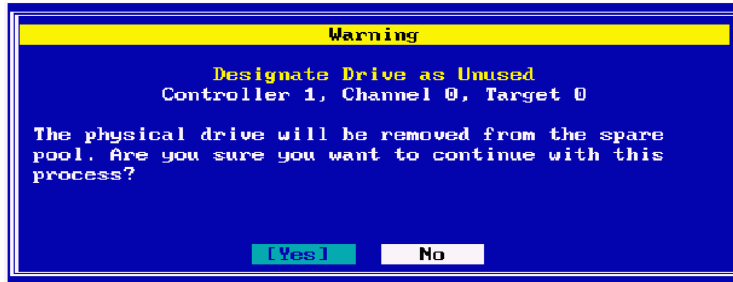 Warning
Designate Drive as Unused
Controller 1, Channel 0, Target 0
The physical drive will be removed from the spare
pool. Are you sure you want to continue with this
process?
[Yes] No